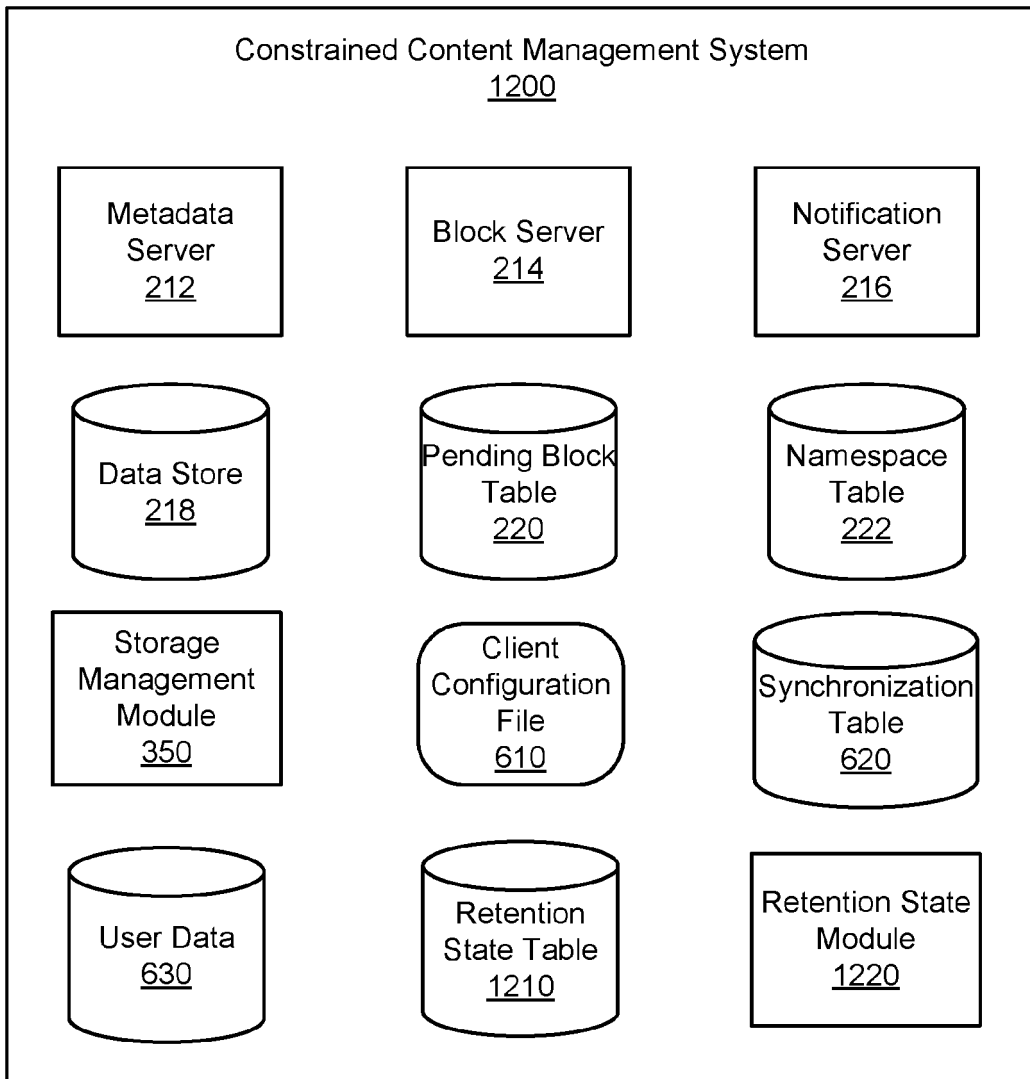 Constrained Content Management System
1200
Metadata
Server
212
Block Server
214
Notification
Server
216
Data Store
218
Pending Block
Table
220
Namespace
Table
222
Storage
Management
Module
350
Client
Configuration
File
610
Synchronization
Table
620
User Data
630
Retention
State Table
1210
Retention State
Module
1220